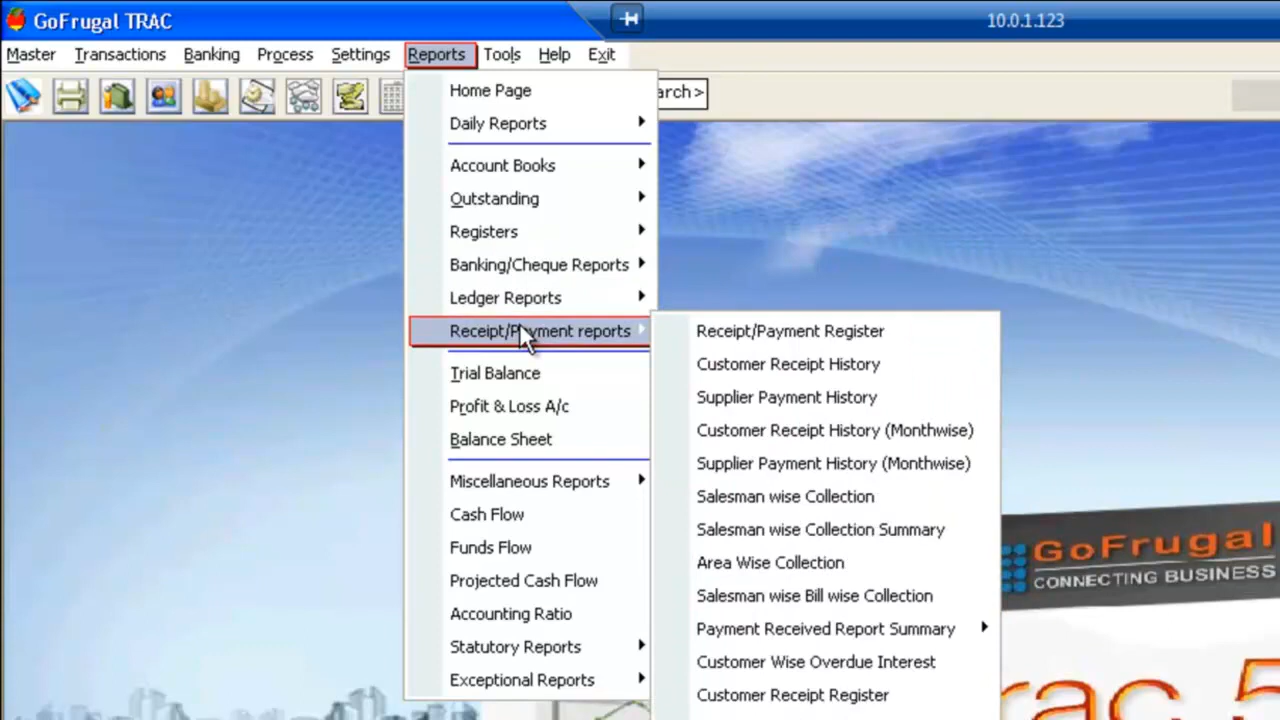 GoFrugal TRAC
10.0.1.123
Master Transactions Banking Process Settings Reports Tools Help Exit
arch >
Home Page
Daily Reports
Account Books
Outstanding
Registers
Banking/Cheque Reports
Ledger Reports
Receipt/Payment reports
Trial Balance
Profit & Loss A/c
Balance Sheet
Miscellaneous Reports
Cash Flow
Funds Flow
Projected Cash Flow
Accounting Ratio
Statutory Reports
Exceptional Reports
Receipt/Payment Register
Customer Receipt History
Supplier Payment History
Customer Receipt History (Monthwise)
Supplier Payment History (Monthwise)
Salesman wise Collection
Salesman wise Collection Summary
Area Wise Collection
Salesman wise Bill wise Collection
Payment Received Report Summary
Customer Wise Overdue Interest
Customer Receipt Register
GoFrugal
CONNECTING BUSINESS
rac 5